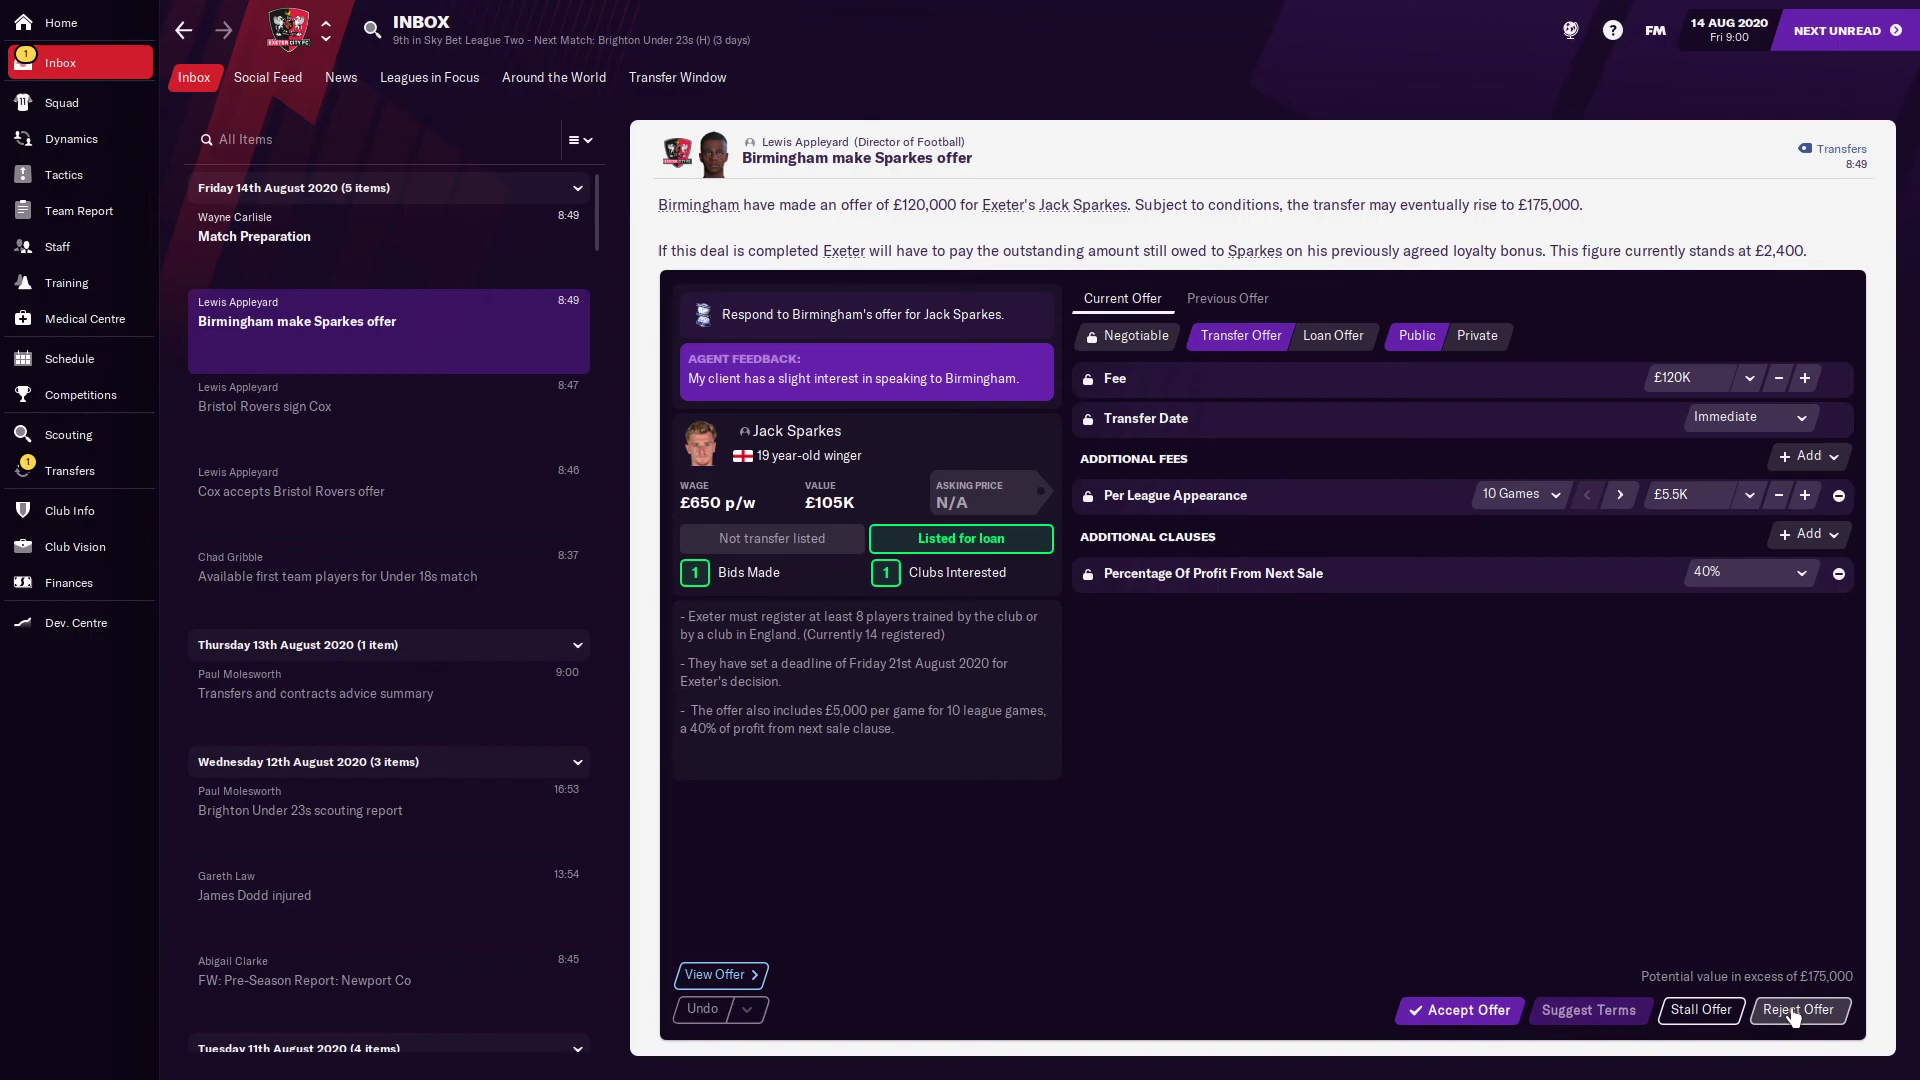 Home
1
Inbox
Squad
Dynamics
Tactics
Team Report
Staff
Training
Medical Centre
Schedule
Competitions
Scouting
1
Transfers
Club Info
Club Vision
Finances
Dev. Centre
EXETER CITY FC
INBOX
9th in Sky Bet League Two - Next Match: Brighton Under 23s (H) (3 days)
?
FM
14 AUG 2020
Fri 9:00
NEXT UNREAD
Inbox
Social Feed
News
Leagues in Focus
Around the World
Transfer Window
All Items
Friday 14th August 2020 (5 items)
Wayne Carlisle 8:49
Match Preparation
Lewis Appleyard 8:49
Birmingham make Sparkes offer
Lewis Appleyard 8:47
Bristol Rovers sign Cox
Lewis Appleyard 8:46
Cox accepts Bristol Rovers offer
Chad Gribble 8:37
Available first team players for Under 18s match
Thursday 13th August 2020 (1 item)
Paul Molesworth 9:00
Transfers and contracts advice summary
Wednesday 12th August 2020 (3 items)
Paul Molesworth 16:53
Brighton Under 23s scouting report
Gareth Law 13:54
James Dodd injured
Abigail Clarke 8:45
FW: Pre-Season Report: Newport Co
Tuesday 11th August 2020 (4 items)
Lewis Appleyard (Director of Football)
Birmingham make Sparkes offer
Transfers
8:49
Birmingham have made an offer of £120,000 for Exeter's Jack Sparkes. Subject to conditions, the transfer may eventually rise to £175,000.
If this deal is completed Exeter will have to pay the outstanding amount still owed to Sparkes on his previously agreed loyalty bonus. This figure currently stands at £2,400.
Respond to Birmingham's offer for Jack Sparkes.
AGENT FEEDBACK:
My client has a slight interest in speaking to Birmingham.
Jack Sparkes
19 year-old winger
WAGE
£650 p/w
VALUE
£105K
ASKING PRICE
N/A
Not transfer listed
Listed for loan
1 Bids Made
1 Clubs Interested
- Exeter must register at least 8 players trained by the club or
by a club in England. (Currently 14 registered)
- They have set a deadline of Friday 21st August 2020 for
Exeter's decision.
- The offer also includes £5,000 per game for 10 league games,
a 40% of profit from next sale clause.
View Offer
Undo
Current Offer
Previous Offer
Negotiable
Transfer Offer
Loan Offer
Public
Private
Fee £120K - +
Transfer Date Immediate
ADDITIONAL FEES + Add
Per League Appearance 10 Games £5.5K - +
ADDITIONAL CLAUSES + Add
Percentage Of Profit From Next Sale 40%
Potential value in excess of £175,000
Accept Offer
Suggest Terms
Stall Offer
Reject Offer